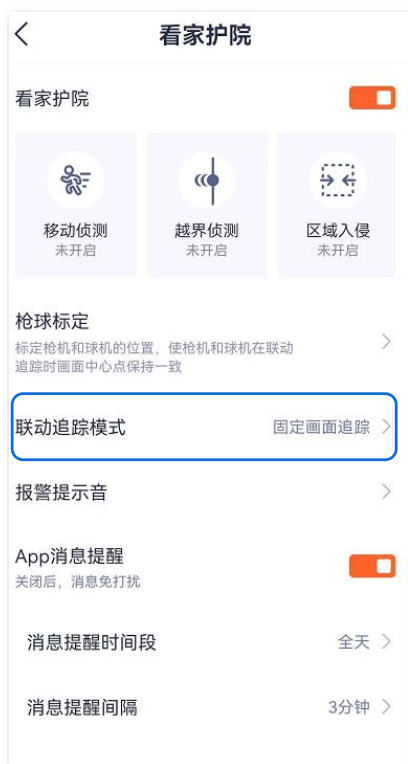 看家护院
看家护院
移动侦测
未开启
越界侦测
未开启
区域入侵
未开启
枪球标定
标定枪机和球机的位置，使枪机和球机在联动
追踪时画面中心点保持一致
联动追踪模式 固定画面追踪
报警提示音
App消息提醒
关闭后，消息免打扰
消息提醒时间段 全天
消息提醒间隔 3分钟